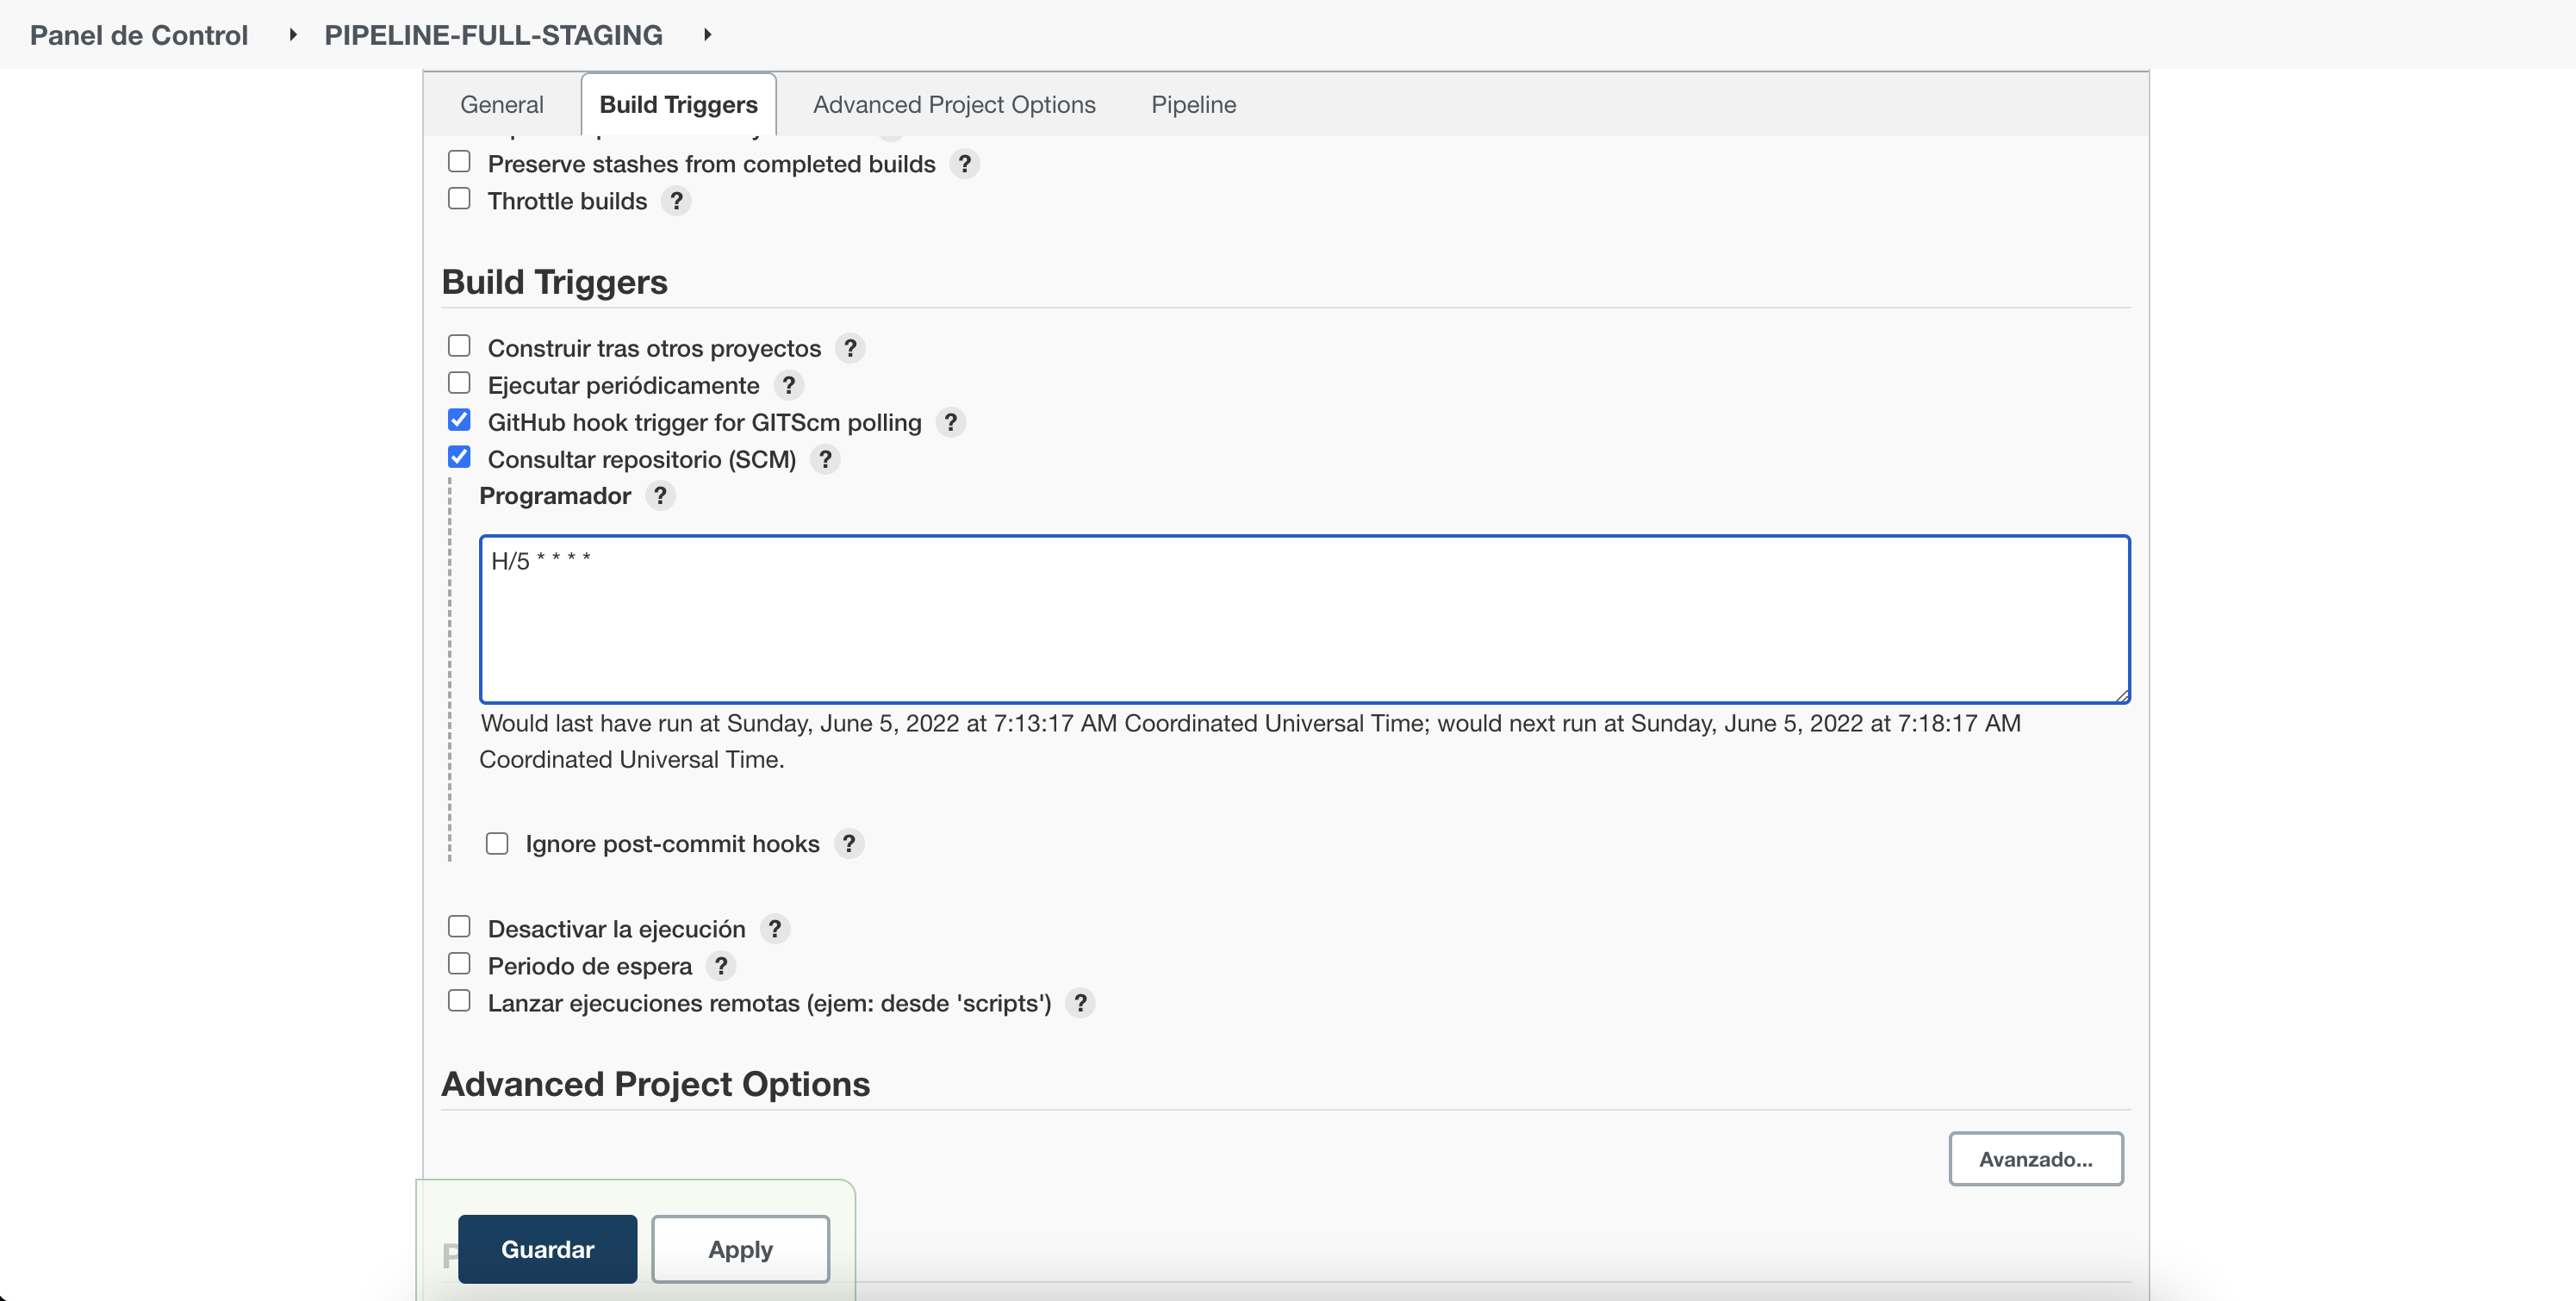 Panel de Control PIPELINE-FULL-STAGING
General Build Triggers Advanced Project Options Pipeline
Preserve stashes from completed builds ?
Throttle builds ?
Build Triggers
Construir tras otros proyectos ?
Ejecutar periódicamente ?
GitHub hook trigger for GITScm polling ?
Consultar repositorio (SCM) ?
Programador ?
H/5 * * * *
Would last have run at Sunday, June 5, 2022 at 7:13:17 AM Coordinated Universal Time; would next run at Sunday, June 5, 2022 at 7:18:17 AM
Coordinated Universal Time.
Ignore post-commit hooks ?
Desactivar la ejecución ?
Periodo de espera ?
Lanzar ejecuciones remotas (ejem: desde 'scripts') ?
Advanced Project Options
Avanzado...
Guardar Apply